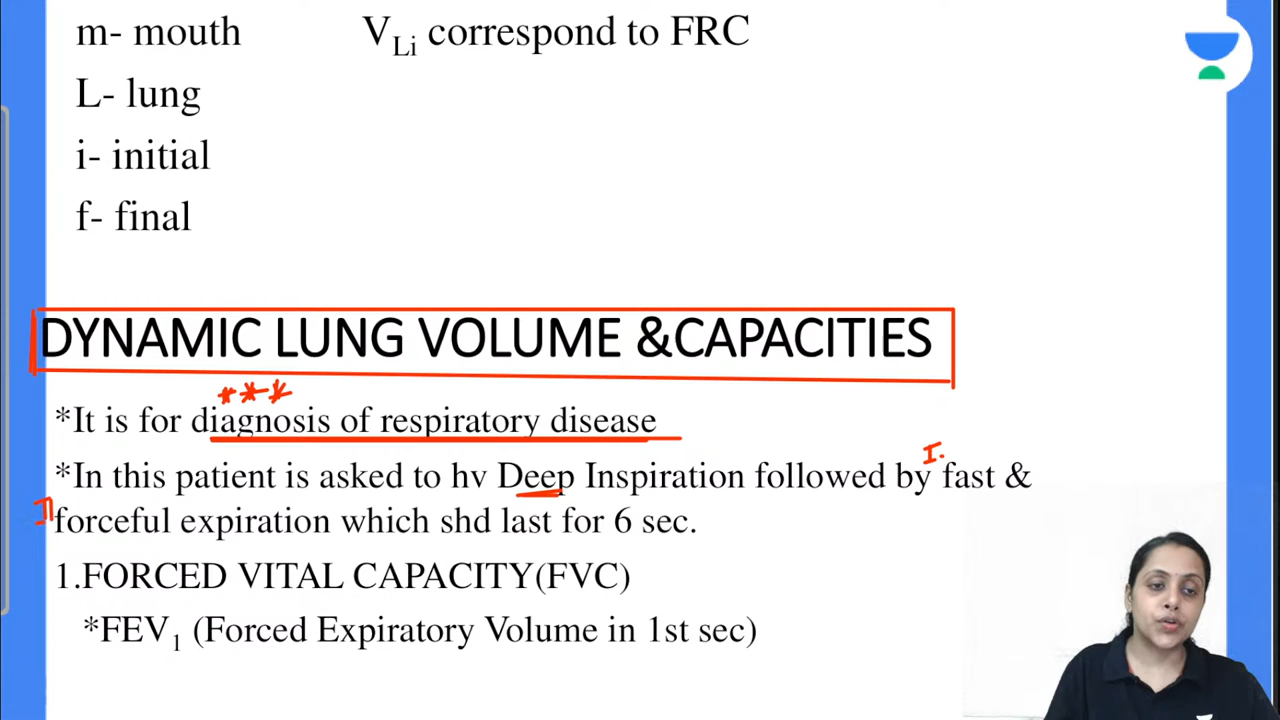 m- mouth V_Li correspond to FRC
L- lung
i- initial
f- final
DYNAMIC LUNG VOLUME &CAPACITIES
***
*It is for diagnosis of respiratory disease
I.
*In this patient is asked to hv Deep Inspiration followed by fast &
II forceful expiration which shd last for 6 sec.
1.FORCED VITAL CAPACITY(FVC)
*FEV₁ (Forced Expiratory Volume in 1st sec)